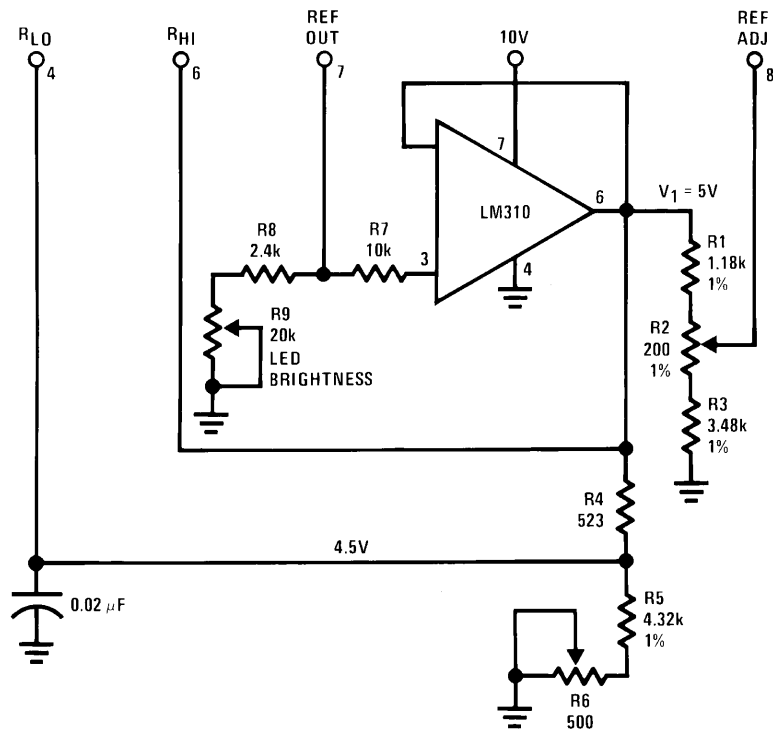 RLO
4
RHI
6
REF
OUT
7
10V
REF
ADJ
8
7
LM310
6
V1 = 5V
3
4
R8
2.4k
R7
10k
R9
20k
LED
BRIGHTNESS
R1
1.18k
1%
R2
200
1%
R3
3.48k
1%
R4
523
4.5V
0.02 μF
R5
4.32k
1%
R6
500